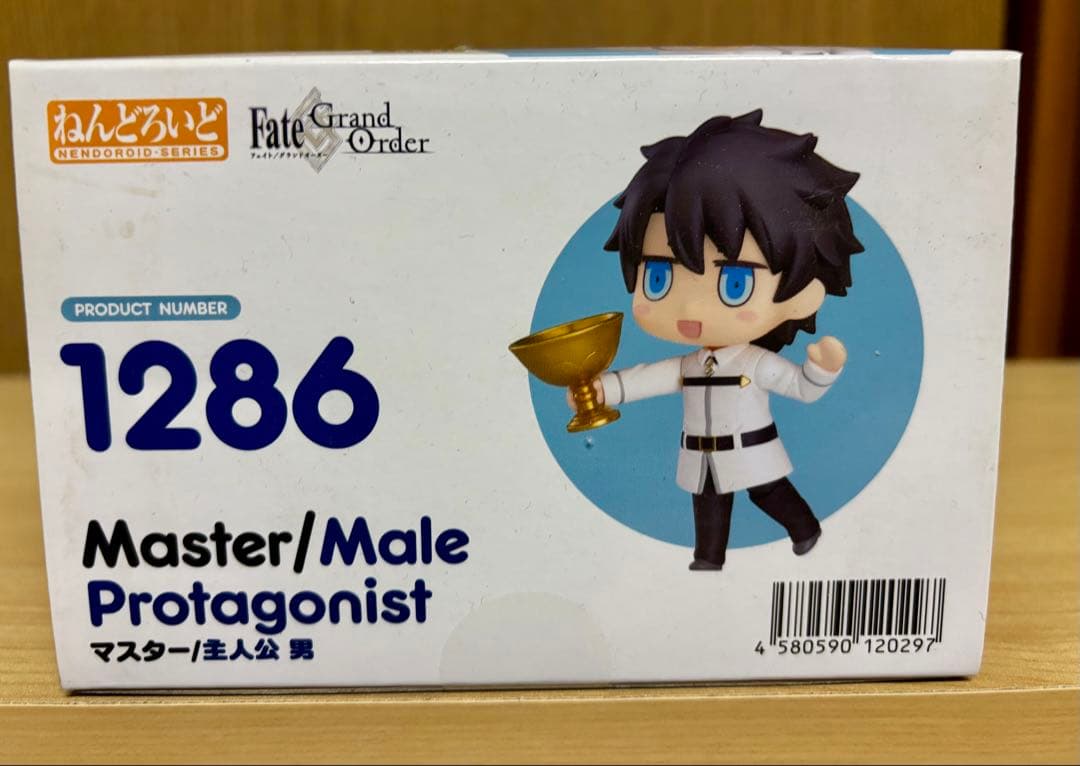 ねんどろいど
NENDOROID-SERIES
Fate Grand Order
フェイト/グランドオーダー
PRODUCT NUMBER
1286
Master/Male
Protagonist
マスター/主人公 男
4 580590 120297